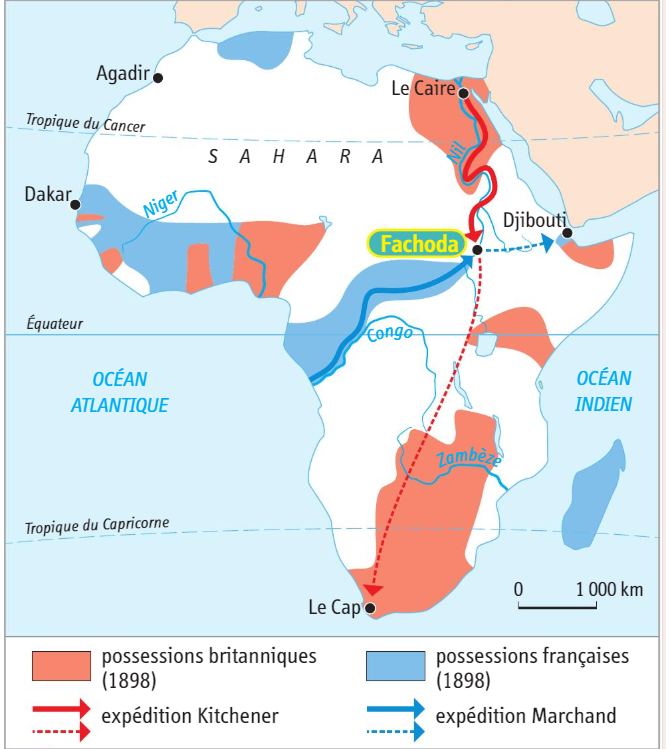 Agadir
Le Caire
Tropique du Cancer
SAHARA
Nil
Dakar
Niger
Djibouti
Fachoda
Équateur
Congo
OCÉAN
ATLANTIQUE
OCÉAN
INDIEN
Zambèze
Tropique du Capricorne
Le Cap
0 1 000 km
possessions britanniques
(1898)
possessions françaises
(1898)
expédition Kitchener
expédition Marchand